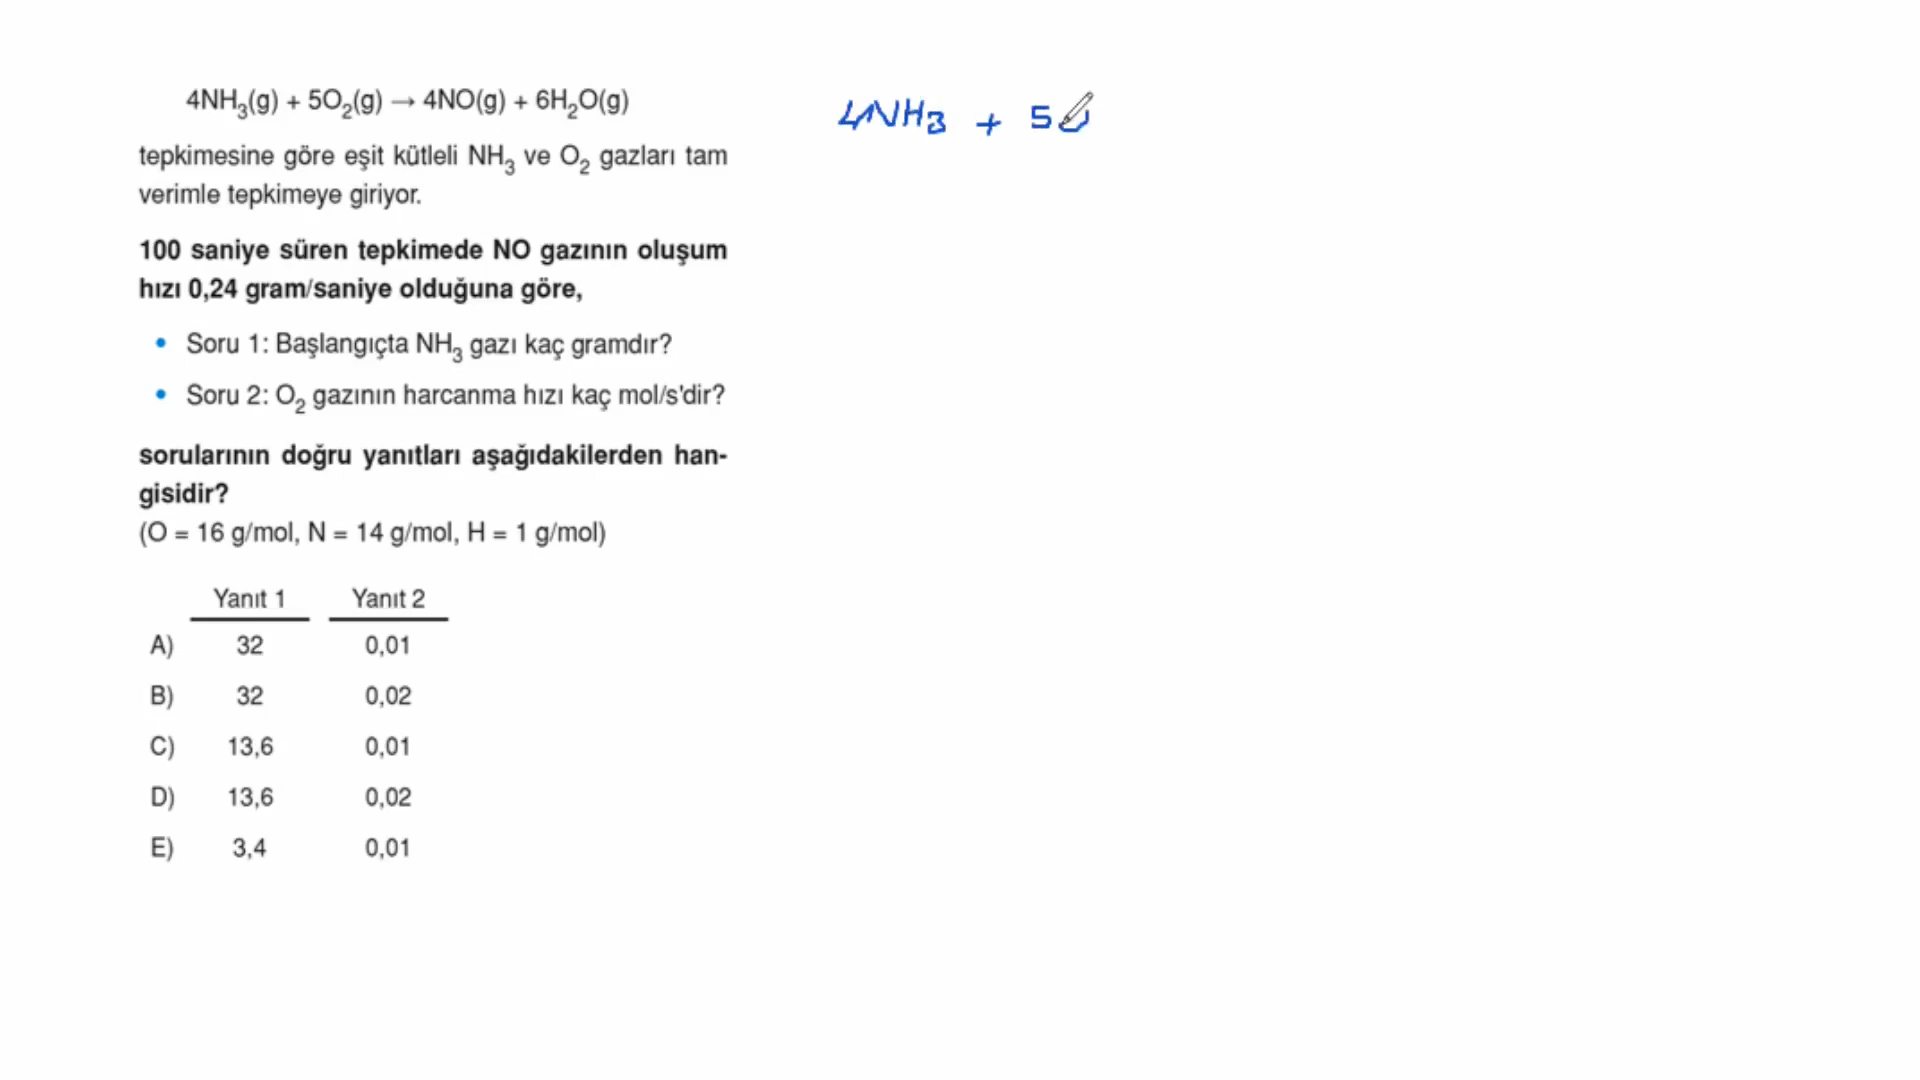 4NH₃(g) + 5O₂(g) → 4NO(g) + 6H₂O(g)
tepkimesine göre eşit kütleli NH₃ ve O₂ gazları tam
verimle tepkimeye giriyor.
100 saniye süren tepkimede NO gazının oluşum
hızı 0,24 gram/saniye olduğuna göre,
• Soru 1: Başlangıçta NH₃ gazı kaç gramdır?
• Soru 2: O₂ gazının harcanma hızı kaç mol/s'dir?
sorularının doğru yanıtları aşağıdakilerden han-
gisidir?
(O = 16 g/mol, N = 14 g/mol, H = 1 g/mol)
Yanıt 1 Yanıt 2
A) 32 0,01
B) 32 0,02
C) 13,6 0,01
D) 13,6 0,02
E) 3,4 0,01
4NH₃ + 5